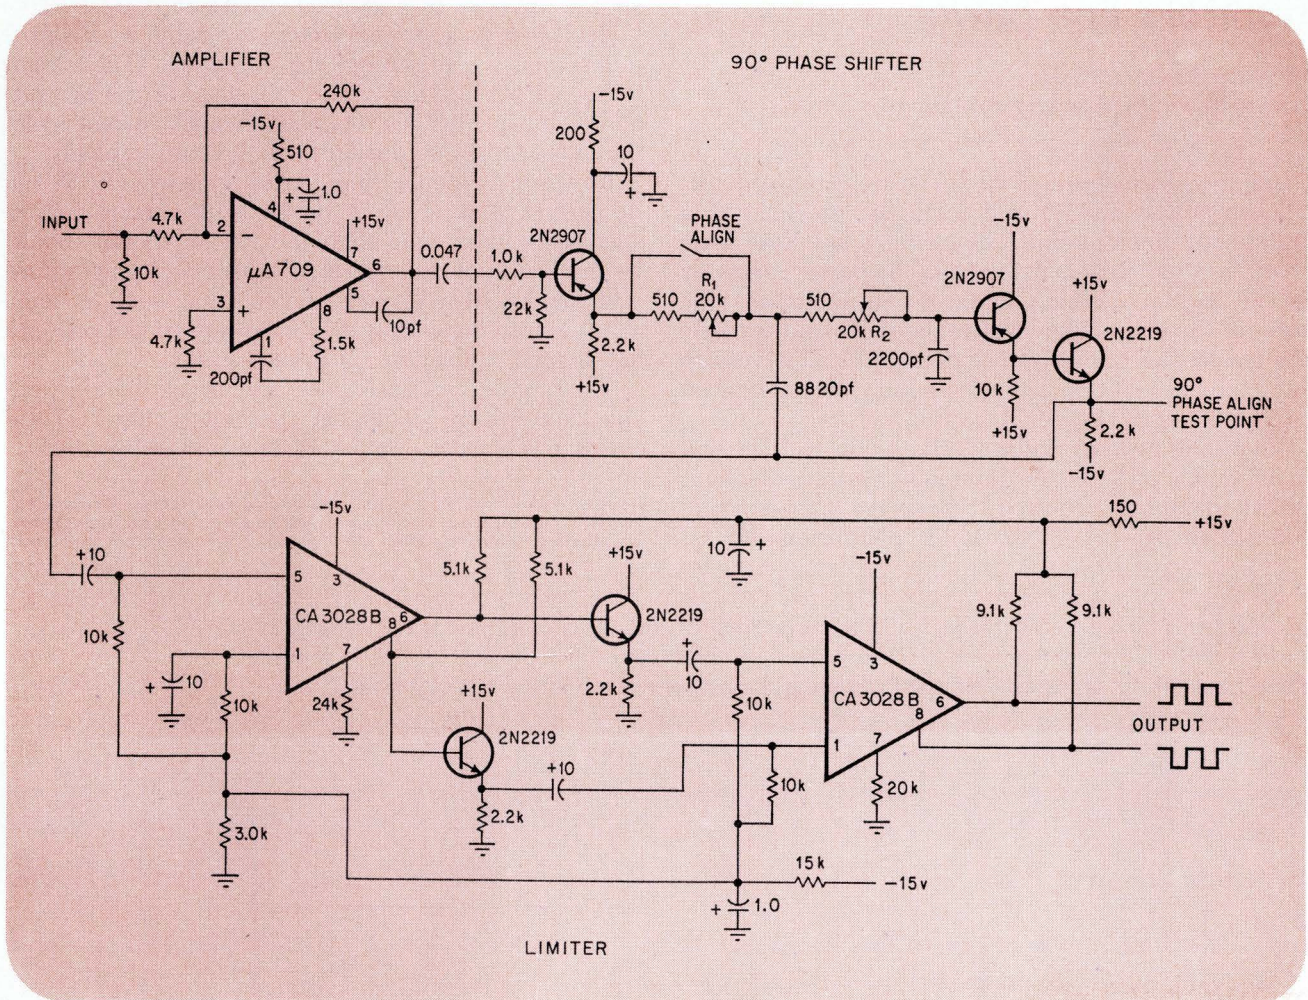 AMPLIFIER
90° PHASE SHIFTER
240k
-15v
510
+ 1.0
4
INPUT
4.7k
2 -
+15v
7
10k
μA709
6
0.047
3 +
8
5
10pf
4.7k
1
1.5k
200pf
-15v
200
10
+
2N2907
1.0k
22k
2.2k
+15v
PHASE
ALIGN
510
R1
20k
510
20k R2
8820pf
2200pf
-15v
2N2907
10k
+15v
+15v
2N2219
90°
PHASE ALIGN
TEST POINT
2.2k
-15v
-15v
+10
5
3
CA3028B
6
8
1
7
10k
+ 10
10k
24k
3.0k
5.1k
5.1k
+15v
2N2219
2.2k
+
10
+15v
2N2219
+10
2.2k
10 +
150
+15v
-15v
5
3
CA3028B
6
8
1
7
10k
10k
20k
9.1k
9.1k
OUTPUT
15k
-15v
+ 1.0
LIMITER